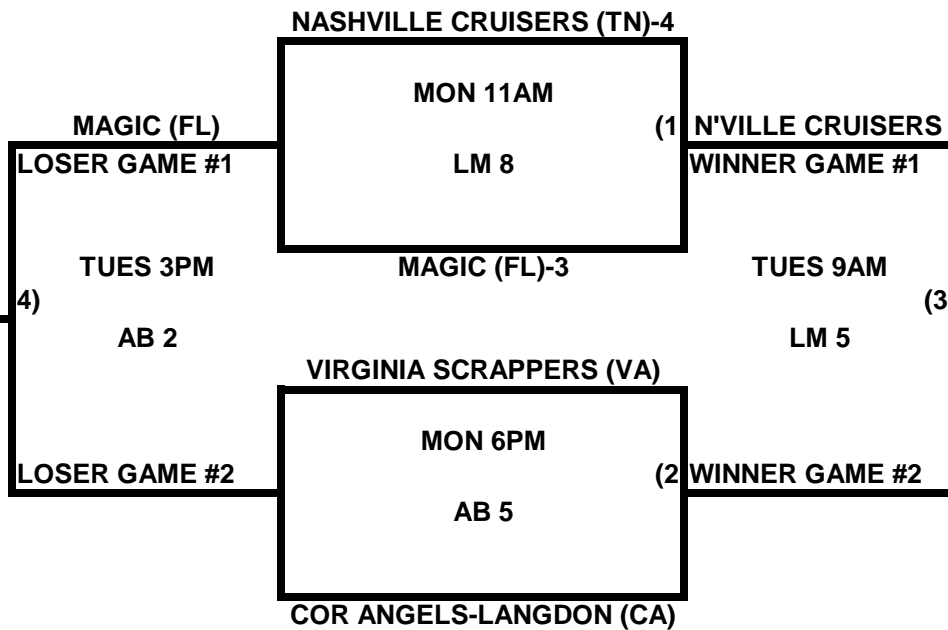 NASHVILLE CRUISERS (TN)-4
MON 11AM
MAGIC (FL)
(1 N'VILLE CRUISERS
LOSER GAME #1
LM 8
WINNER GAME #1
TUES 3PM
MAGIC (FL)-3
TUES 9AM
4)
(3
AB 2
LM 5
VIRGINIA SCRAPPERS (VA)
MON 6PM
LOSER GAME #2
(2 WINNER GAME #2
AB 5
COR ANGELS-LANGDON (CA)